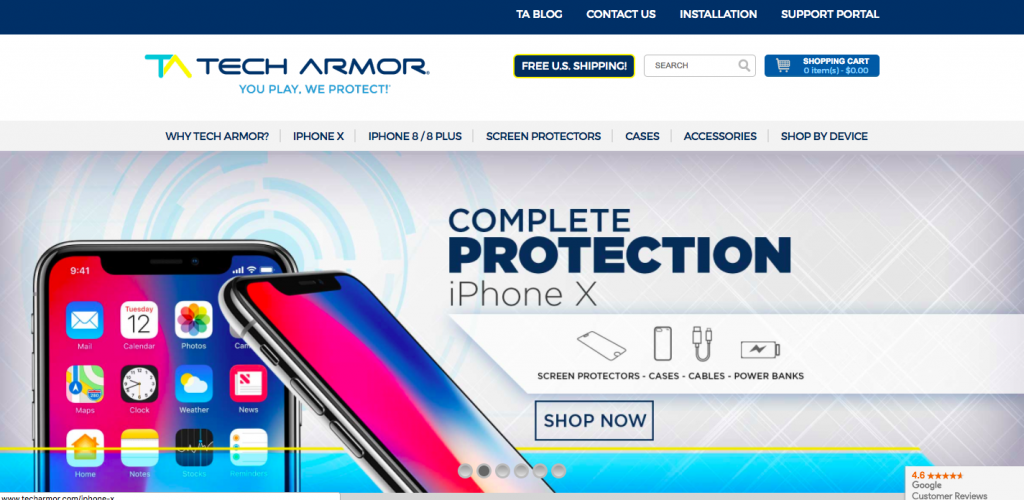 TA BLOG CONTACT US INSTALLATION SUPPORT PORTAL
TA TECH ARMOR®
YOU PLAY, WE PROTECT!
FREE U.S. SHIPPING!
SEARCH
SHOPPING CART
0 item(s) - $0.00
WHY TECH ARMOR? IPHONE X IPHONE 8 / 8 PLUS SCREEN PROTECTORS CASES ACCESSORIES SHOP BY DEVICE
COMPLETE
PROTECTION
iPhone X
SCREEN PROTECTORS - CASES - CABLES - POWER BANKS
SHOP NOW
9:41
Tuesday
12
Mail Calendar Photos Cam
Maps Clock Weather News
Home Notes Stocks Reminders
www.techarmor.com/iphone-x
4.6
Google
Customer Reviews